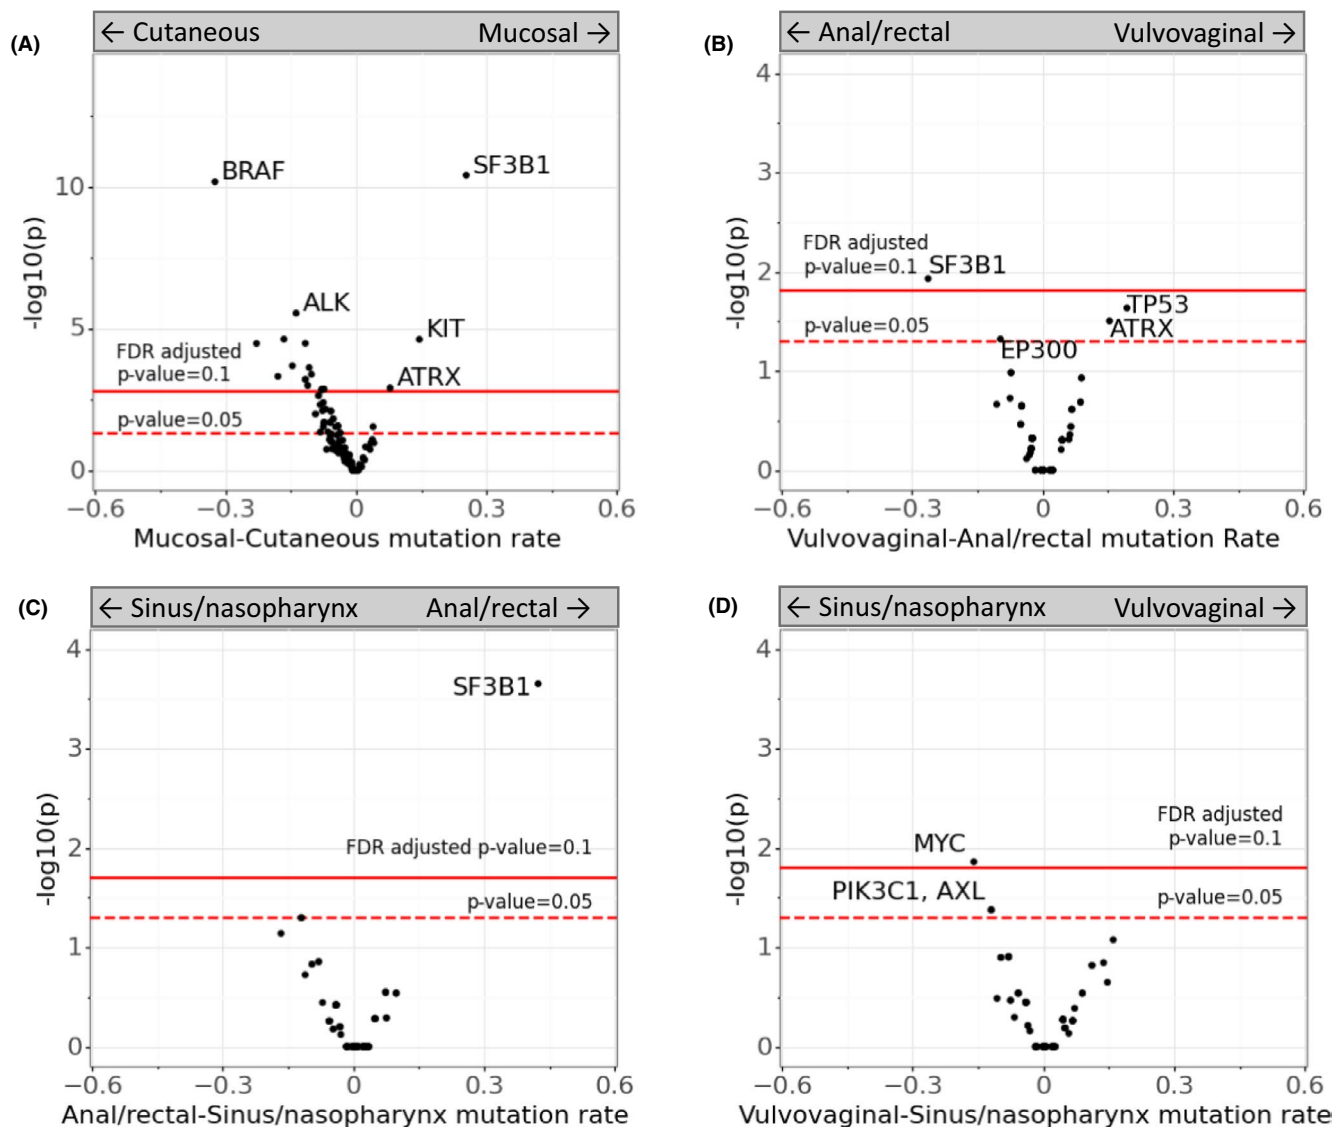 (A)
← Cutaneous Mucosal →
BRAF
SF3B1
10
ALK
5
KIT
FDR adjusted
p-value=0.1
ATRX
p-value=0.05
0
−0.6 −0.3 0 0.3 0.6
-log10(p)
Mucosal-Cutaneous mutation rate
(B)
← Anal/rectal Vulvovaginal →
4
3
FDR adjusted
p-value=0.1
SF3B1
2
TP53
p-value=0.05
ATRX
EP300
1
0
−0.6 −0.3 0 0.3 0.6
-log10(p)
Vulvovaginal-Anal/rectal mutation Rate
(C)
← Sinus/nasopharynx Anal/rectal →
4
SF3B1
3
2
FDR adjusted p-value=0.1
p-value=0.05
1
0
−0.6 −0.3 0 0.3 0.6
-log10(p)
Anal/rectal-Sinus/nasopharynx mutation rate
(D)
← Sinus/nasopharynx Vulvovaginal →
4
3
FDR adjusted
p-value=0.1
MYC
2
PIK3C1, AXL
p-value=0.05
1
0
−0.6 −0.3 0 0.3 0.6
-log10(p)
Vulvovaginal-Sinus/nasopharynx mutation rate